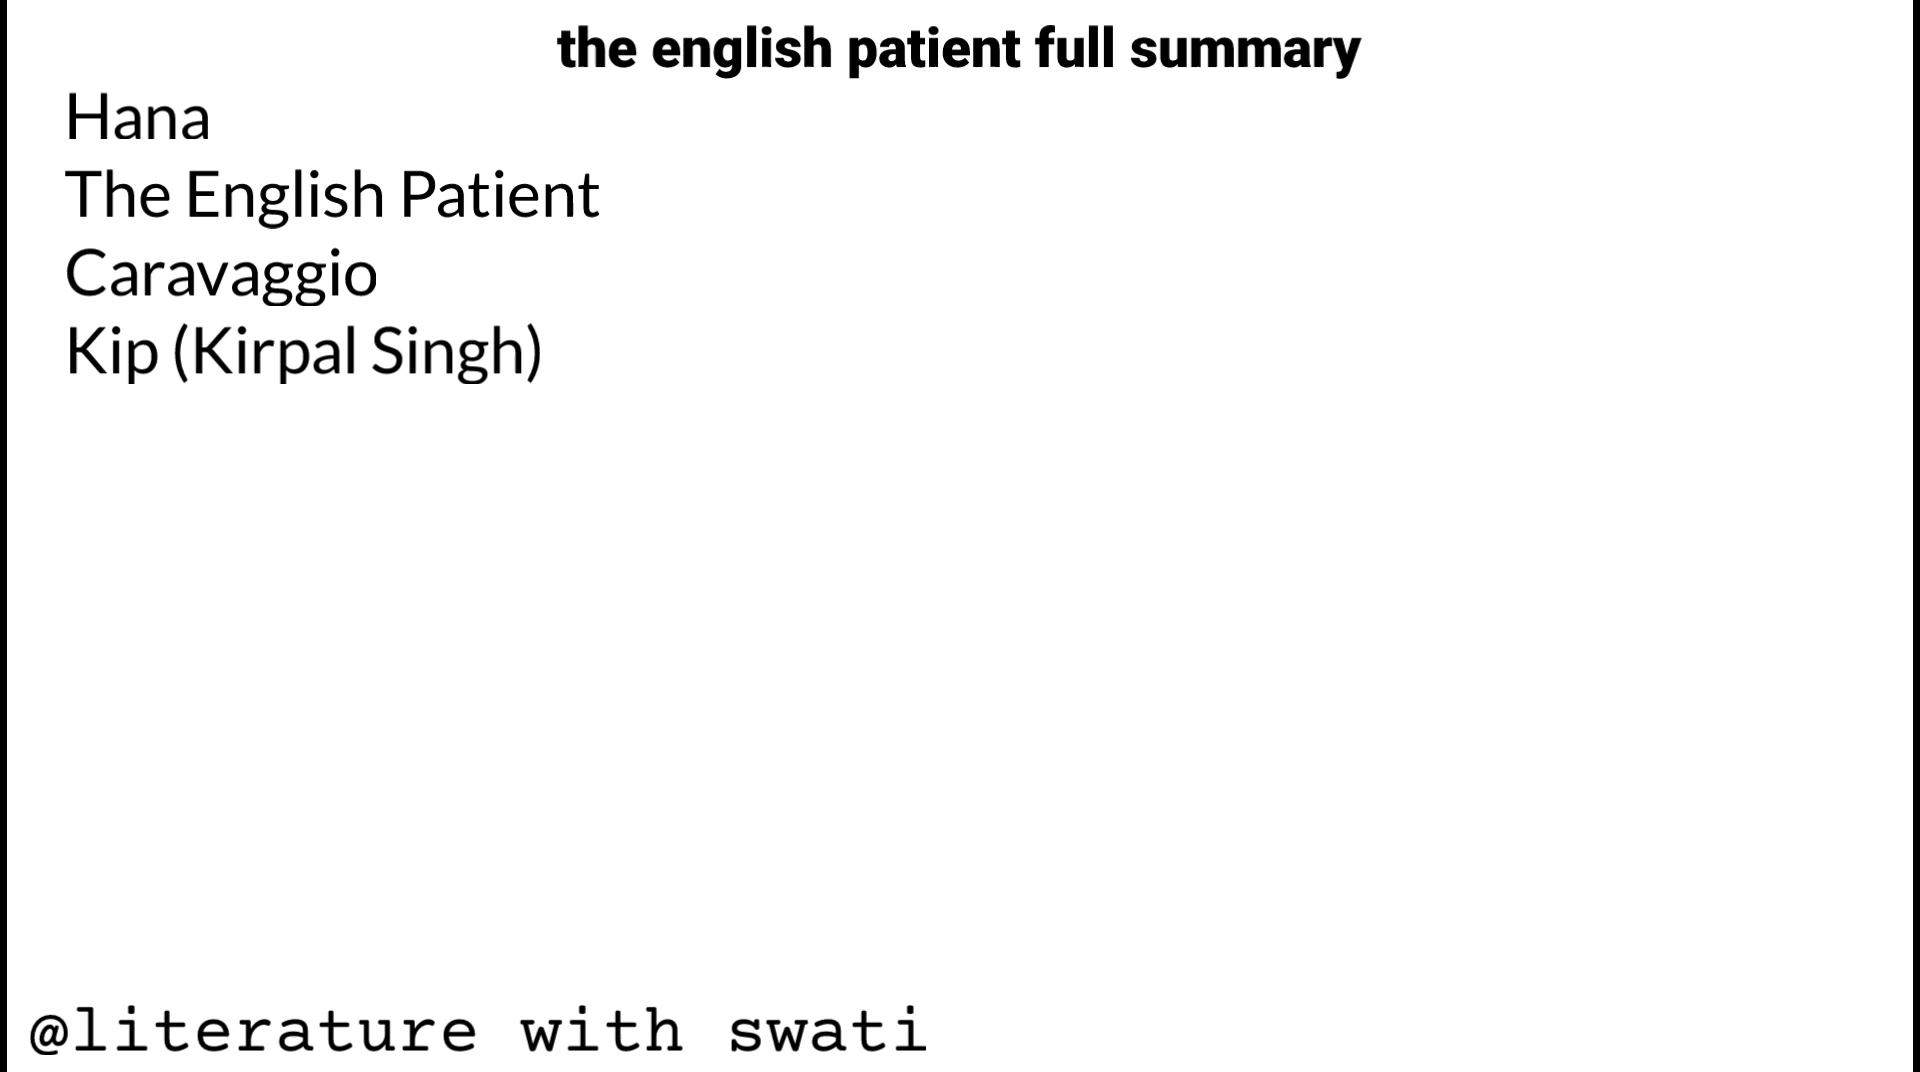 the english patient full summary
Hana
The English Patient
Caravaggio
Kip (Kirpal Singh)
@literature with swati